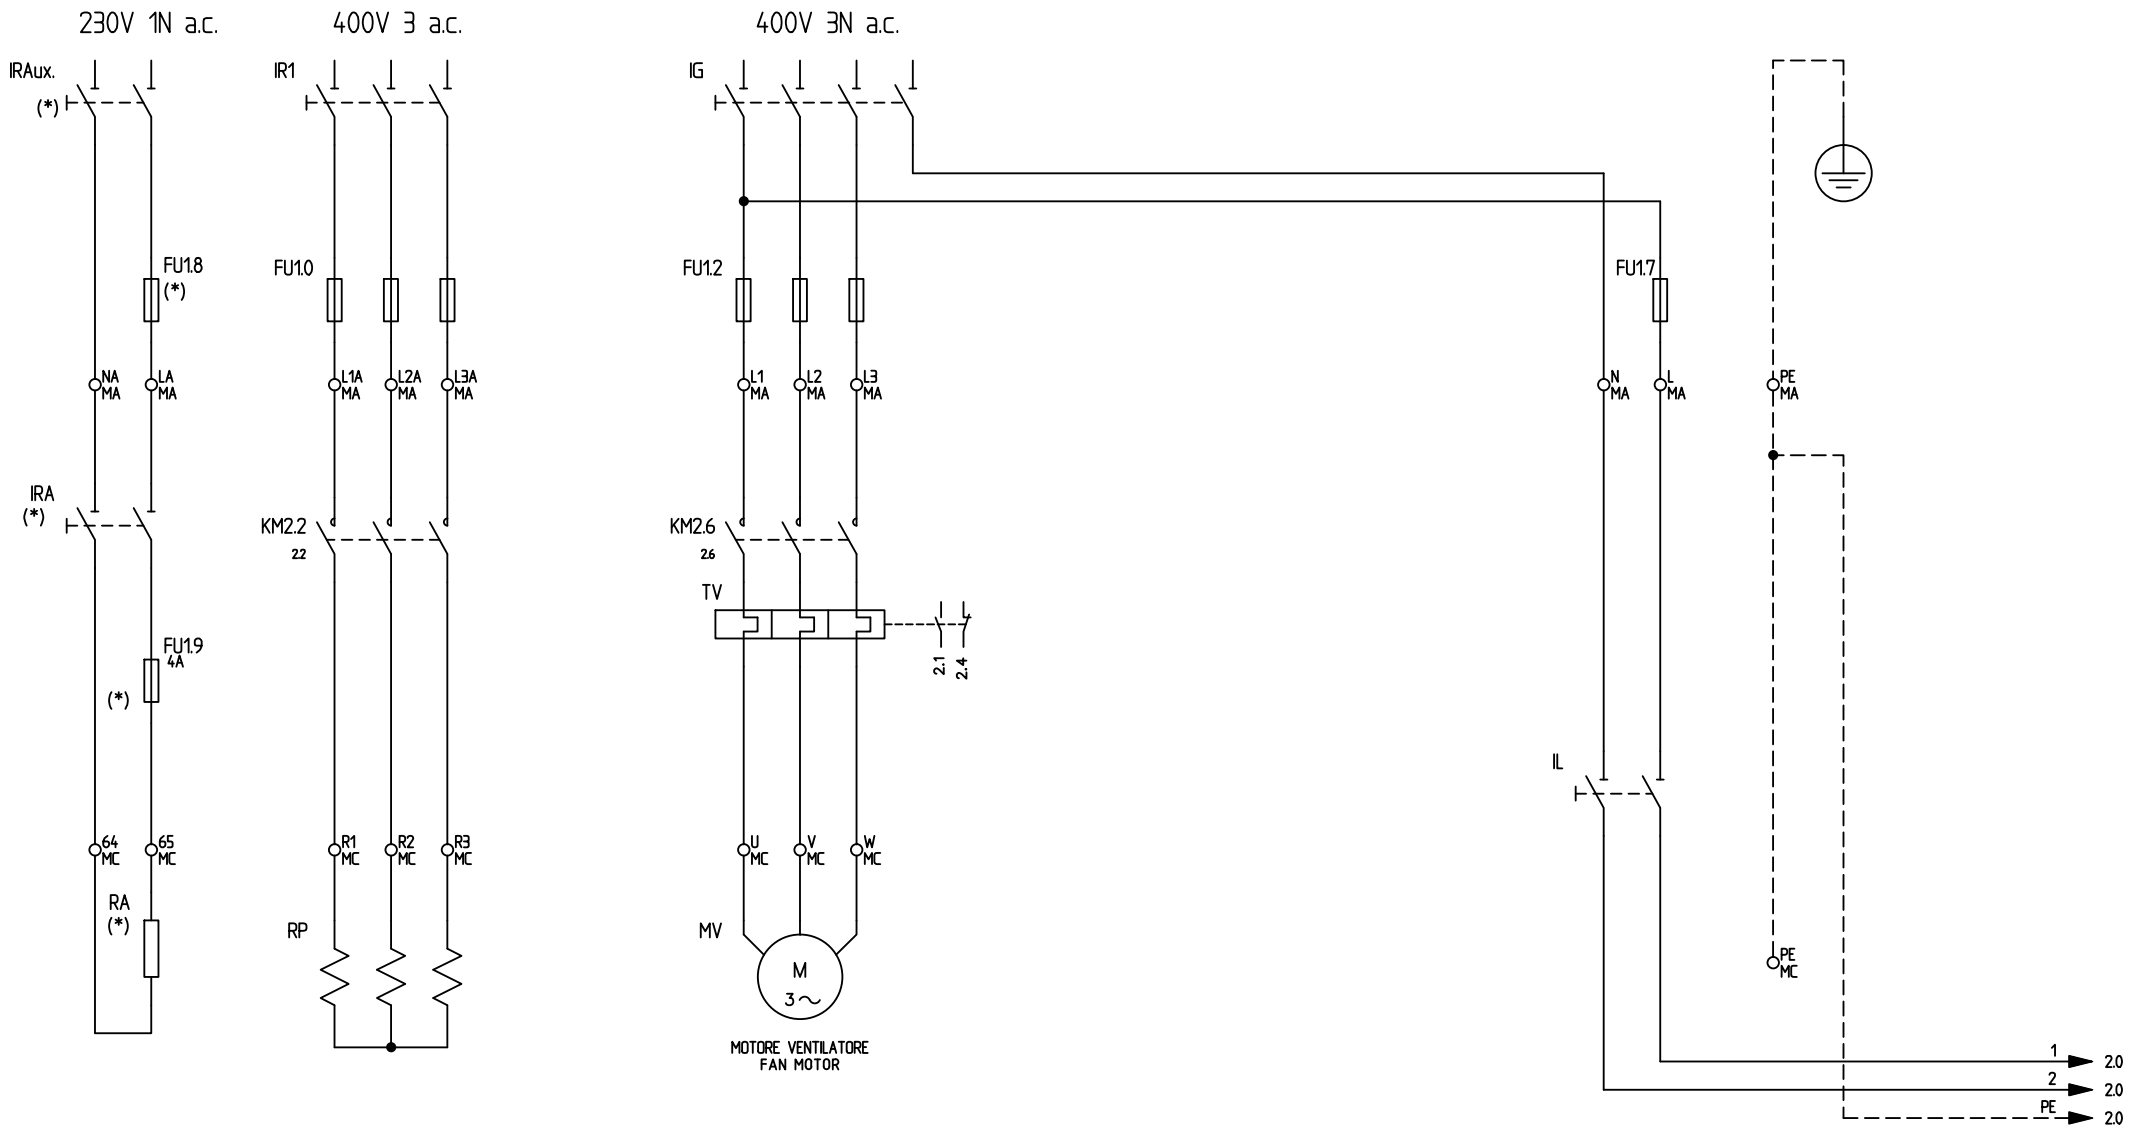 230V 1N a.c.
400V 3 a.c.
400V 3N a.c.
IRAux.
(*)
IR1
IG
FU1.8
(*)
FU1.0
FU1.2
FU1.7
NA
MA
LA
MA
L1A
MA
L2A
MA
L3A
MA
L1
MA
L2
MA
L3
MA
N
MA
L
MA
PE
MA
IRA
(*)
KM2.2
2.2
KM2.6
2.6
TV
2.1
2.4
FU1.9
4A
(*)
IL
64
MC
65
MC
R1
MC
R2
MC
R3
MC
U
MC
V
MC
W
MC
RA
(*)
RP
MV
M
3~
PE
MC
MOTORE VENTILATORE
FAN MOTOR
1 2.0
2 2.0
PE 2.0